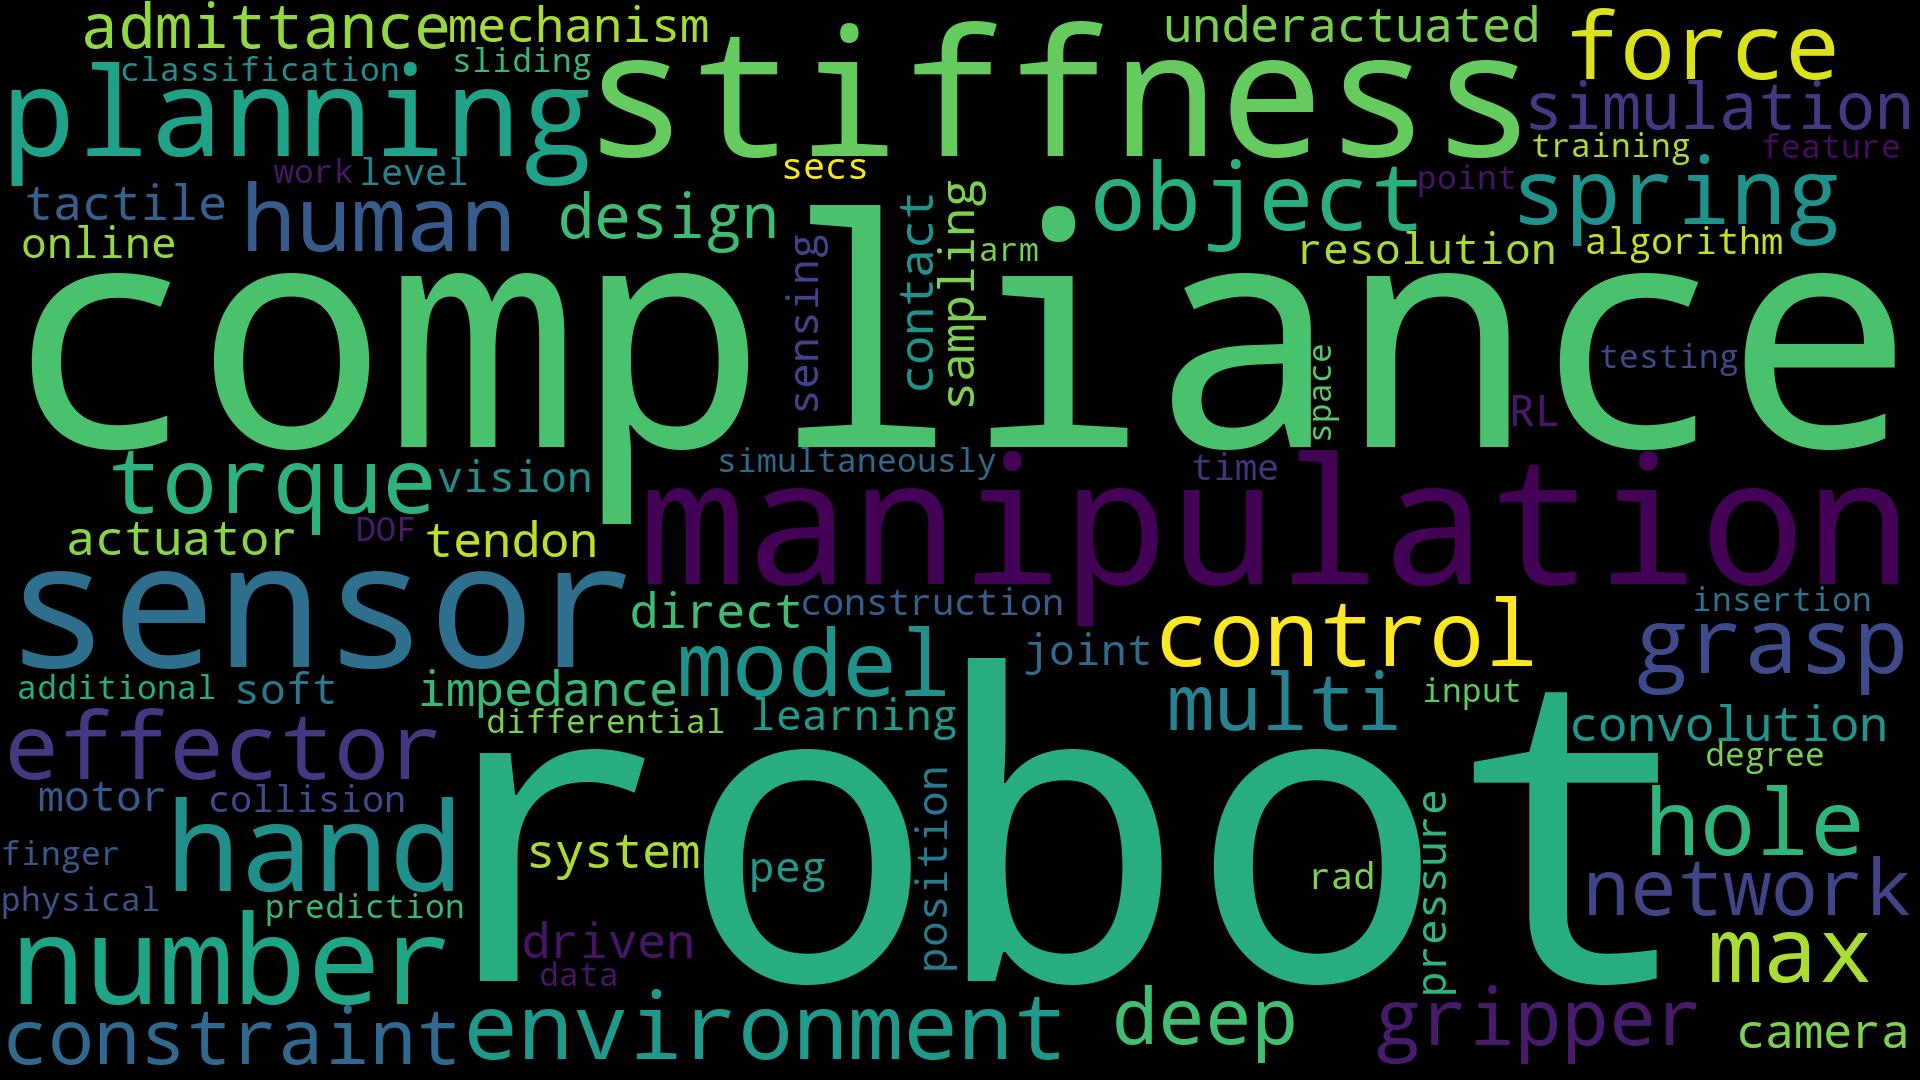 admittance
mechanism
underactuated
force
classification
sliding
stiffness
planning
simulation
work
level
secs
training
feature
tactile
human
design
object
point
spring
online
sensing
contact
sampling
arm
resolution
algorithm
compliance
space
testing
RL
torque
vision
simultaneously
time
manipulation
actuator
DOF
tendon
sensor
direct
construction
insertion
model
joint
control
grasp
additional
soft
impedance
multi
input
differential
learning
convolution
effector
robot
degree
motor
collision
hand
position
pressure
hole
finger
system
peg
rad
physical
prediction
network
number
driven
data
max
constraint
environment
deep
gripper
camera